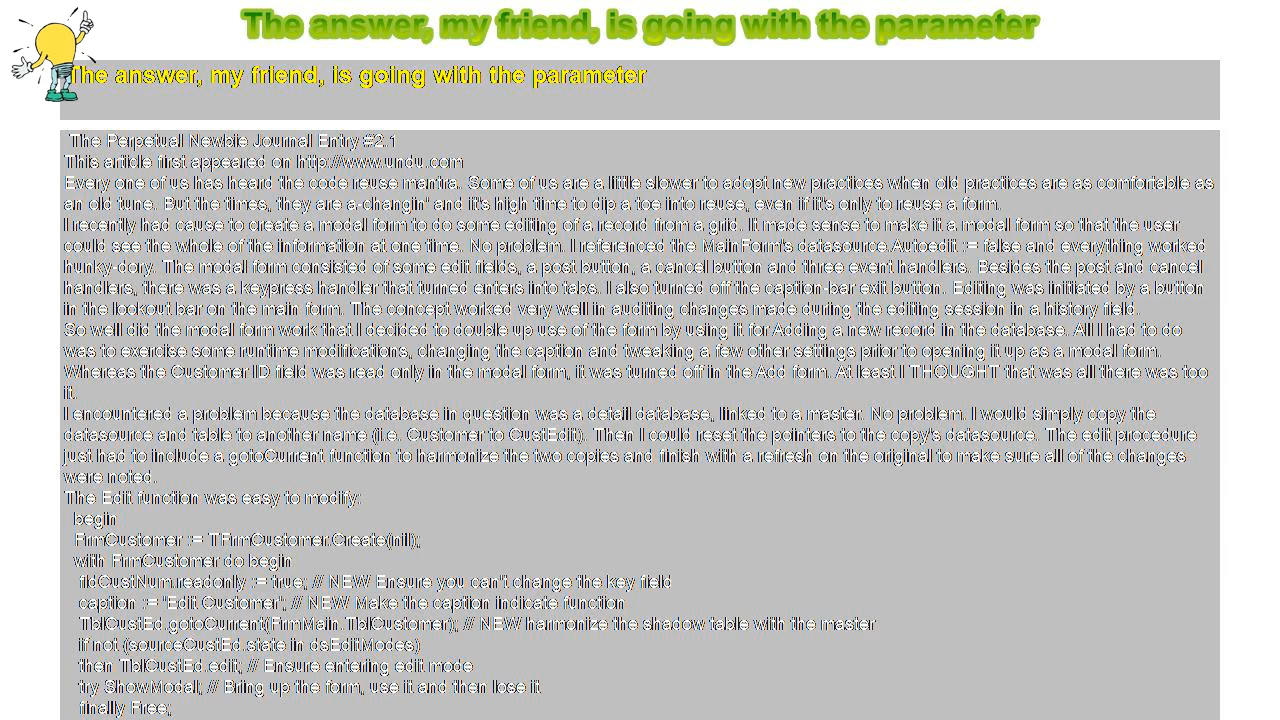 The answer, my friend, is going with the parameter
The answer, my friend, is going with the parameter
The Perpetual Newbie Journal Entry #2.1
This article first appeared on http://www.undu.com
Every one of us has heard the code reuse mantra. Some of us are a little slower to adopt new practices when old practices are as comfortable as
an old tune. But the times, they are a-changin' and it's high time to dip a toe into reuse, even if it's only to reuse a form.
I recently had cause to create a modal form to do some editing of a record from a grid. It made sense to make it a modal form so that the user
could see the whole of the information at one time. No problem. I referenced the MainForm's datasource.Autoedit := false and everything worked
hunky-dory. The modal form consisted of some edit fields, a post button, a cancel button and three event handlers. Besides the post and cancel
handlers, there was a keypress handler that turned enters into tabs. I also turned off the caption-bar exit button. Editing was initiated by a button
in the lookout bar on the main form. The concept worked very well in auditing changes made during the editing session in a history field.
So well did the modal form work that I decided to double up use of the form by using it for Adding a new record in the database. All I had to do
was to exercise some runtime modifications, changing the caption and tweaking a few other settings prior to opening it up as a modal form.
Whereas the Customer ID field was read only in the modal form, it was turned off in the Add form. At least I THOUGHT that was all there was too
it.
I encountered a problem because the database in question was a detail database, linked to a master. No problem. I would simply copy the
datasource and table to another name (i.e. Customer to CustEdit). Then I could reset the pointers to the copy's datasource. The edit procedure
just had to include a gotoCurrent function to harmonize the two copies and finish with a refresh on the original to make sure all of the changes
were noted.
The Edit function was easy to modify:
begin
FrmCustomer := TFrmCustomer.Create(nil);
with FrmCustomer do begin
fldCustNum.readonly := true; // NEW Ensure you can't change the key field
caption := 'Edit Customer'; // NEW Make the caption indicate function
TblCustEd.gotoCurrent(FrmMain.TblCustomer); // NEW harmonize the shadow table with the master
if not (sourceCustEd.state in dsEditModes)
then TblCustEd.edit; // Ensure entering edit mode
try ShowModal; // Bring up the form, use it and then lose it
finally Free;